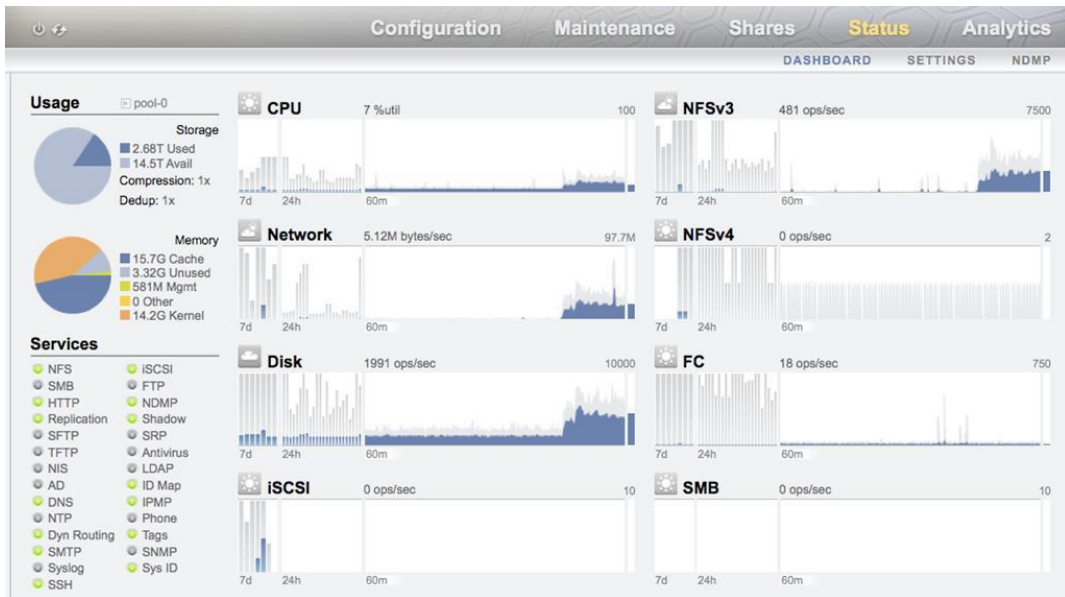 Configuration Maintenance Shares Status Analytics
DASHBOARD SETTINGS NDMP
Usage pool-0
Storage
2.68T Used
14.5T Avail
Compression: 1x
Dedup: 1x
Memory
15.7G Cache
3.32G Unused
581M Mgmt
0 Other
14.2G Kernel
Services
NFS iSCSI
SMB FTP
HTTP NDMP
Replication Shadow
SFTP SRP
TFTP Antivirus
NIS LDAP
AD ID Map
DNS IPMP
NTP Phone
Dyn Routing Tags
SMTP SNMP
Syslog Sys ID
SSH
CPU 7 %util 100
7d 24h 60m
NFSv3 481 ops/sec 7500
7d 24h 60m
Network 5.12M bytes/sec 97.7M
7d 24h 60m
NFSv4 0 ops/sec 2
7d 24h 60m
Disk 1991 ops/sec 10000
7d 24h 60m
FC 18 ops/sec 750
7d 24h 60m
iSCSI 0 ops/sec 10
7d 24h 60m
SMB 0 ops/sec 10
7d 24h 60m